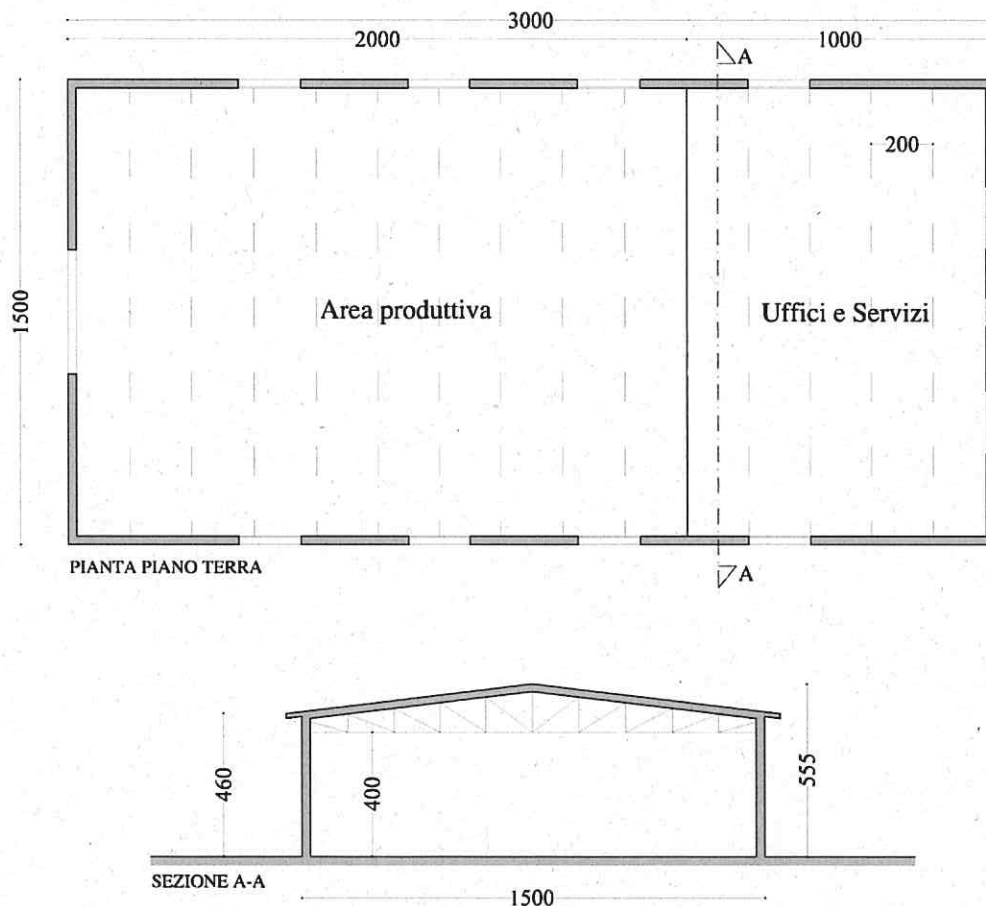 3000
2000
1000
A
200
1500
Area produttiva
Uffici e Servizi
PIANTA PIANO TERRA
A
460
400
555
SEZIONE A-A
1500